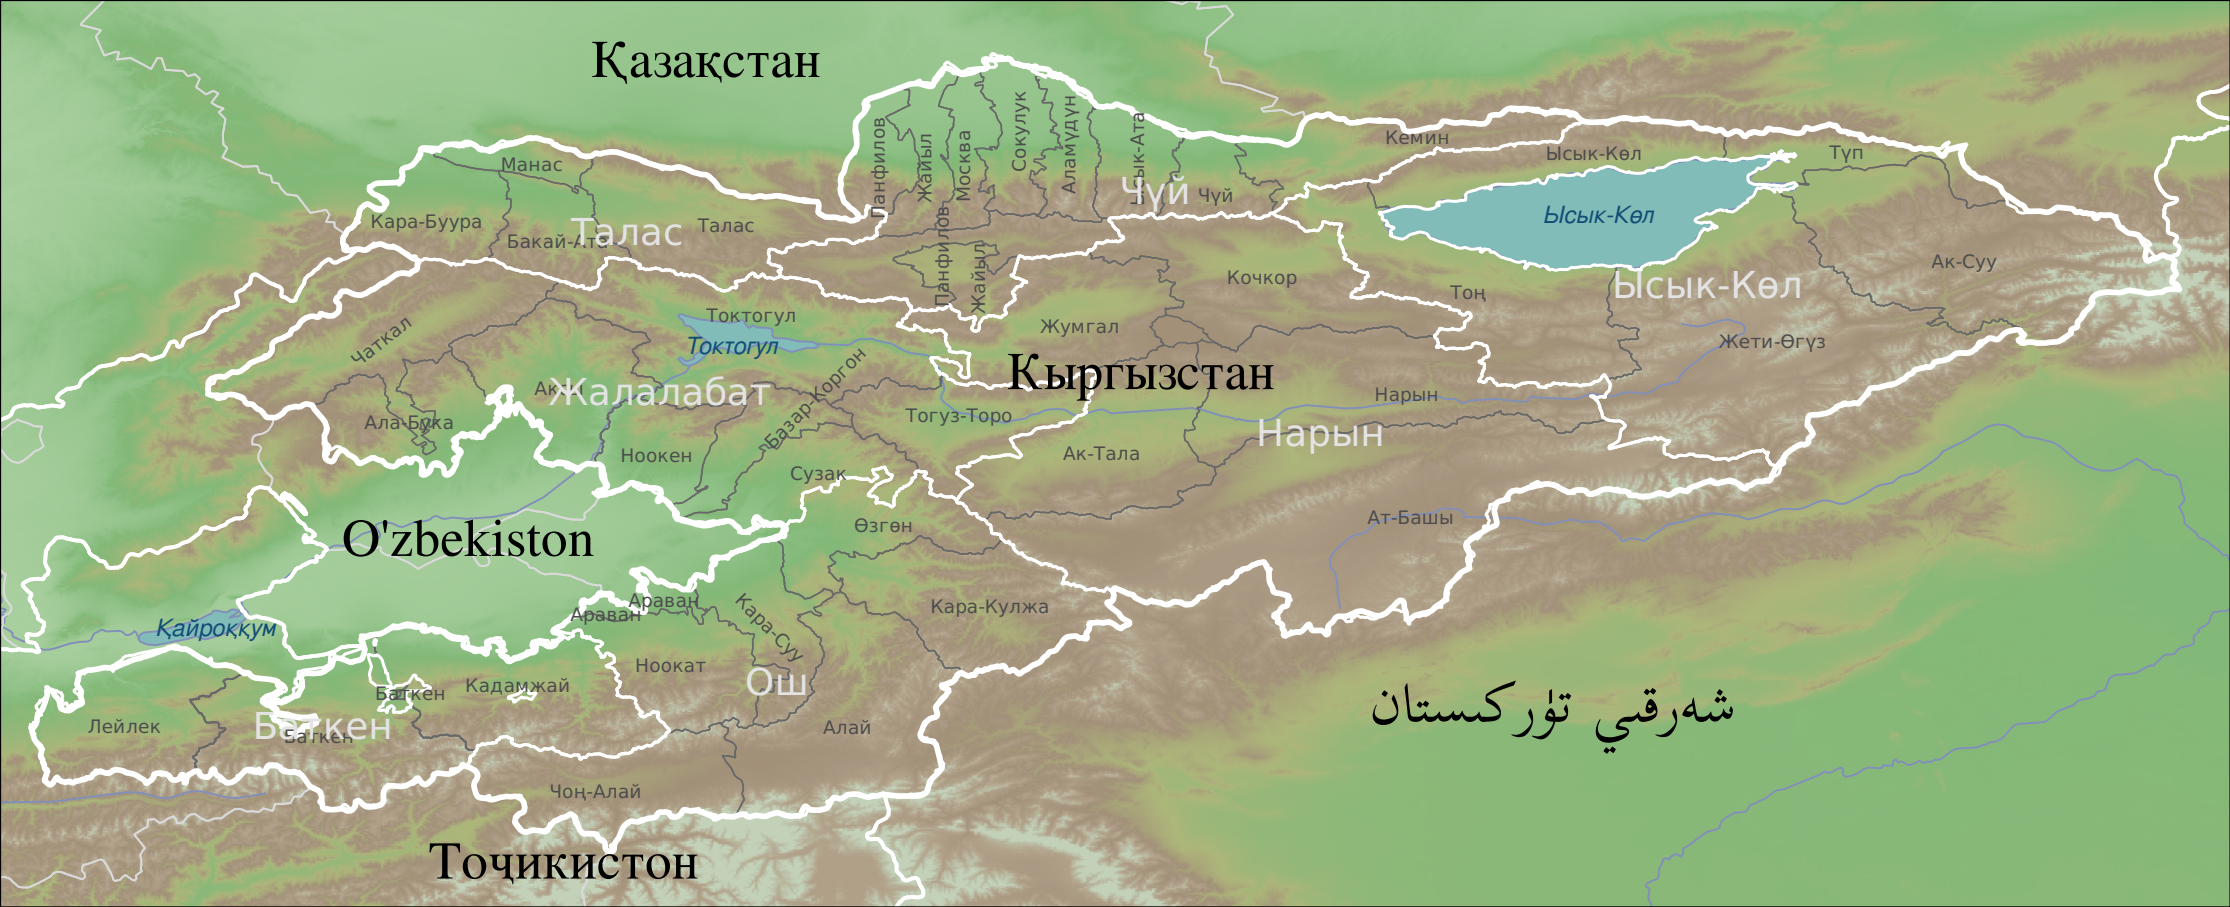 Қазақстан
Панфилов
Жайыл
Москва
Сокулук
Аламүдүн
Ысык-Ата
Чүй
Чүй
Кемин
Ысык-Көл
Түп
Манас
Кара-Буура
Бакай-Ата
Талас
Талас
Ысык-Көл
Ак-Суу
Панфилов
Жайыл
Кочкор
Тоң
Ысык-Көл
Чаткал
Токтогул
Токтогул
Жумгал
Жети-Өгүз
Кыргызстан
Аксы
Жалалабат
Базар-Коргон
Нарын
Ала-Бука
Тогуз-Торо
Нарын
Ноокен
Сузак
Ак-Тала
Өзгөн
Ат-Башы
O'zbekiston
Араван
Араван
Кара-Суу
Кара-Кулжа
Қайроққум
Ноокат
Баткен
Кадамжай
Ош
Лейлек
Баткен
Баткен
Алай
شەرقىي تۈركىستان
Чоң-Алай
Тоҷикистон